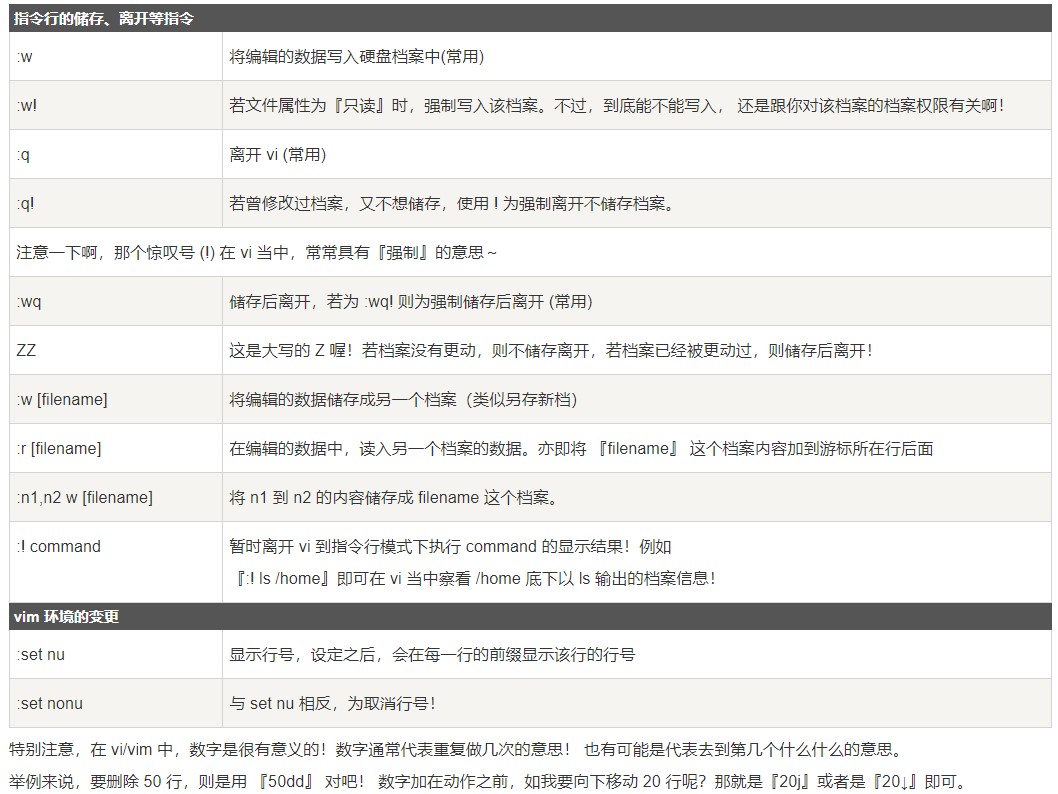 指令行的储存、离开等指令
:w 将编辑的数据写入硬盘档案中(常用)
:w! 若文件属性为『只读』时，强制写入该档案。不过，到底能不能写入， 还是跟你对该档案的档案权限有关啊！
:q 离开 vi (常用)
:q! 若曾修改过档案，又不想储存，使用 ! 为强制离开不储存档案。
注意一下啊，那个惊叹号 (!) 在 vi 当中，常常具有『强制』的意思～
:wq 储存后离开，若为 :wq! 则为强制储存后离开 (常用)
ZZ 这是大写的 Z 喔！若档案没有更动，则不储存离开，若档案已经被更动过，则储存后离开！
:w [filename] 将编辑的数据储存成另一个档案（类似另存新档）
:r [filename] 在编辑的数据中，读入另一个档案的数据。亦即将 『filename』 这个档案内容加到游标所在行后面
:n1,n2 w [filename] 将 n1 到 n2 的内容储存成 filename 这个档案。
:! command 暂时离开 vi 到指令行模式下执行 command 的显示结果！例如
『:! ls /home』即可在 vi 当中察看 /home 底下以 ls 输出的档案信息！
vim 环境的变更
:set nu 显示行号，设定之后，会在每一行的前缀显示该行的行号
:set nonu 与 set nu 相反，为取消行号！
特别注意，在 vi/vim 中，数字是很有意义的！数字通常代表重复做几次的意思！ 也有可能是代表去到第几个什么什么的意思。
举例来说，要删除 50 行，则是用 『50dd』 对吧！ 数字加在动作之前，如我要向下移动 20 行呢？那就是『20j』或者是『20↓』即可。